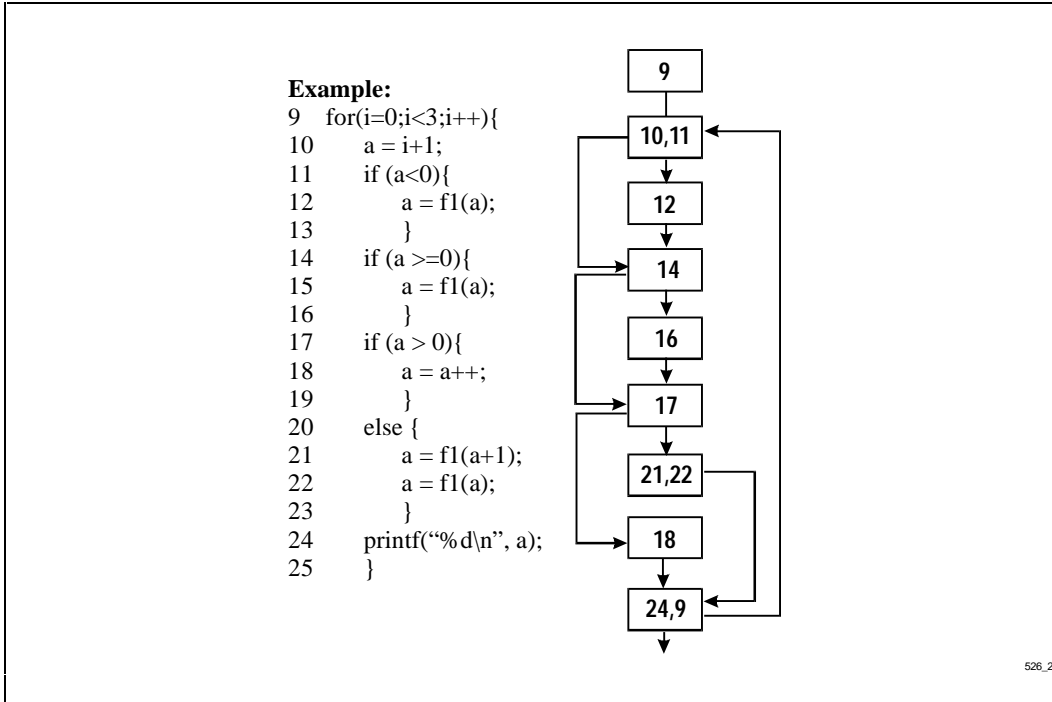 Example:
9 for(i=0;i<3;i++){
10 a = i+1;
11 if (a<0){
12 a = f1(a);
13 }
14 if (a >=0){
15 a = f1(a);
16 }
17 if (a > 0){
18 a = a++;
19 }
20 else {
21 a = f1(a+1);
22 a = f1(a);
23 }
24 printf(“%d\n”, a);
25 }
9
10,11
12
14
16
17
21,22
18
24,9
526_2